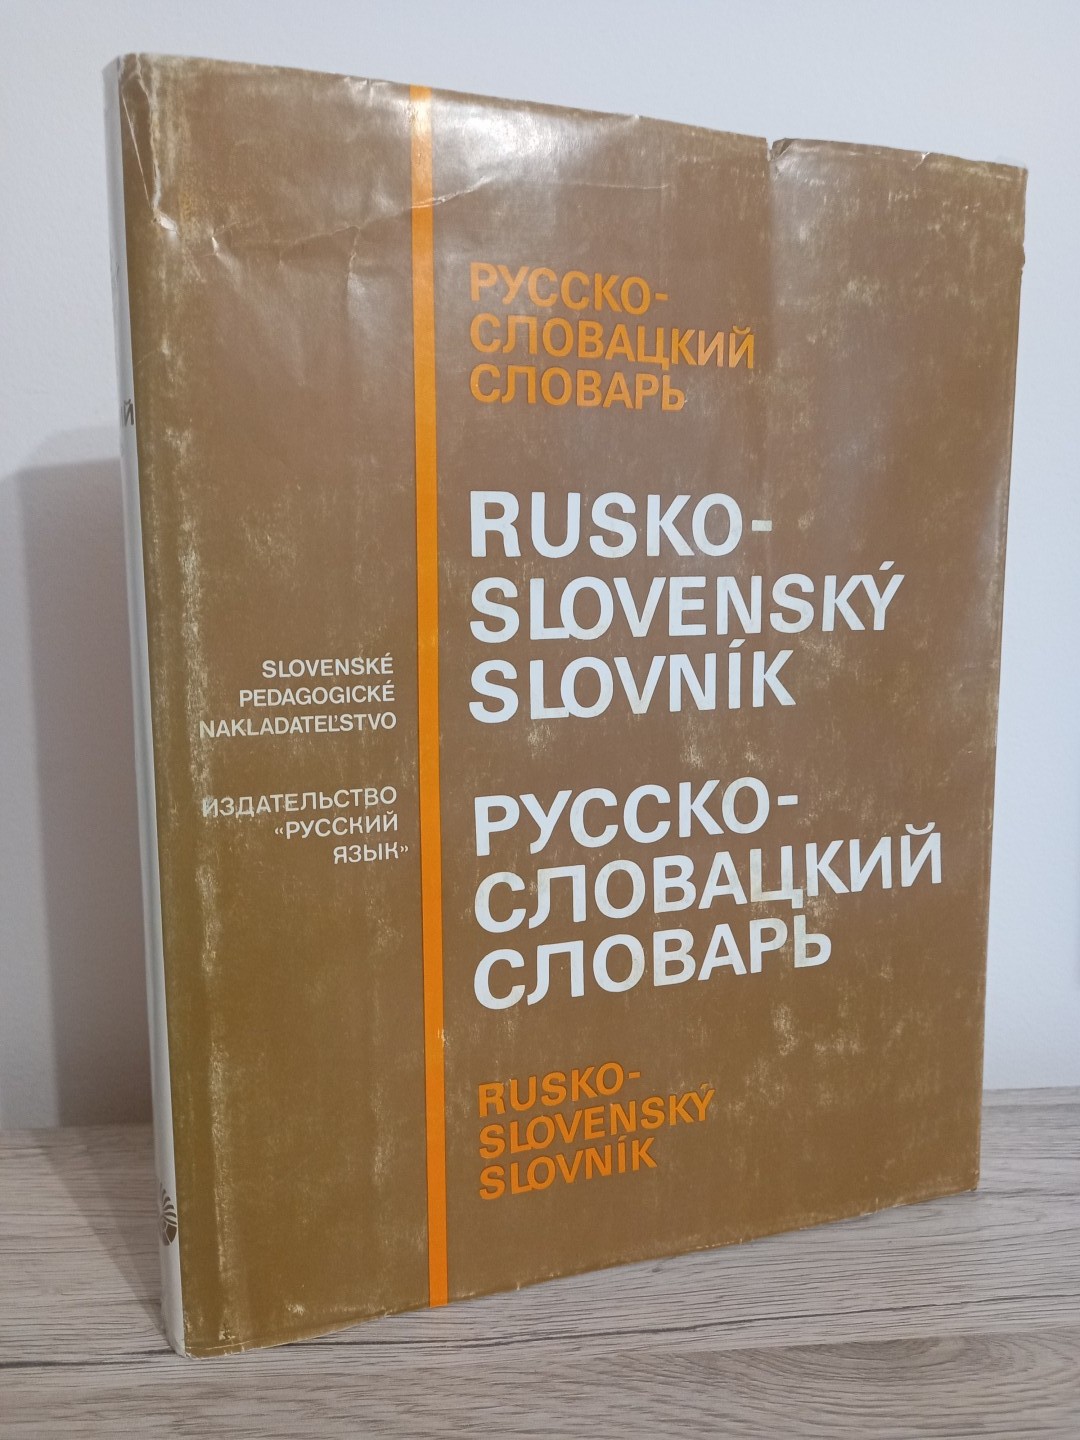 РУССКО-
СЛОВАЦКИЙ
СЛОВАРЬ
RUSKO-
SLOVENSKÝ
SLOVNÍK
SLOVENSKÉ
PEDAGOGICKÉ
NAKLADATEĽSTVO
ИЗДАТЕЛЬСТВО
«РУССКИЙ
ЯЗЫК»
РУССКО-
СЛОВАЦКИЙ
СЛОВАРЬ
RUSKO-
SLOVENSKÝ
SLOVNÍK